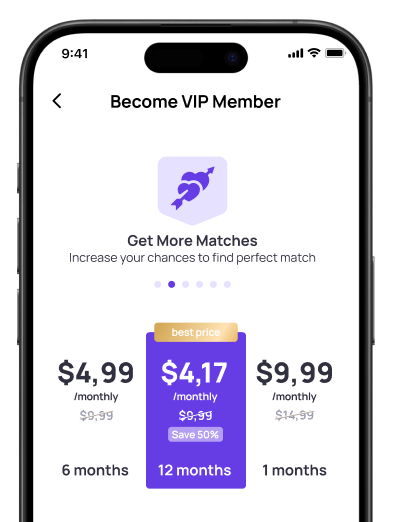 9:41
Become VIP Member
Get More Matches
Increase your chances to find perfect match
best price
$4,99
/monthly
$9,99
6 months
$4,17
/monthly
$9,99
Save 50%
12 months
$9,99
/monthly
$14,99
1 months